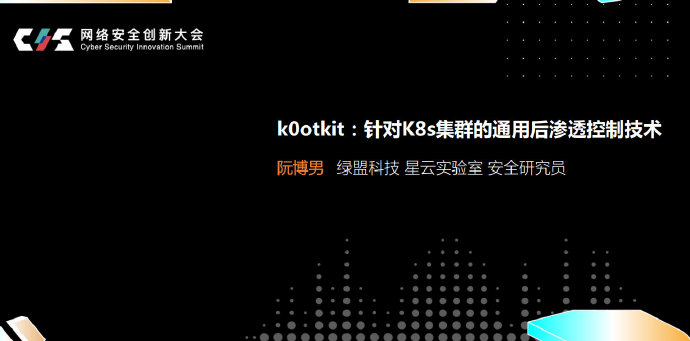 CIS
网络安全创新大会
Cyber Security Innovation Summit
k0otkit：针对K8s集群的通用后渗透控制技术
阮博男 绿盟科技 星云实验室 安全研究员